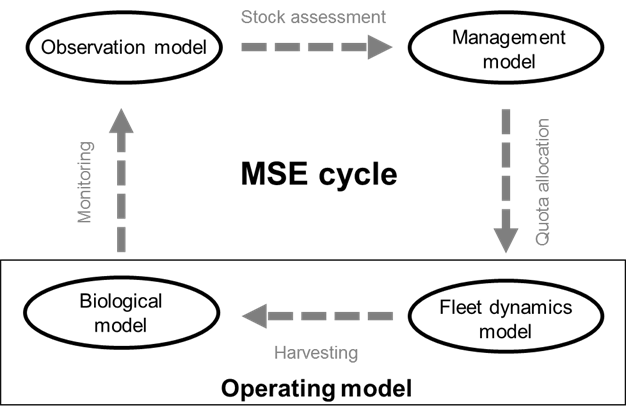 Stock assessment
Observation model
Management
model
Monitoring
MSE cycle
Quota allocation
Biological
model
Fleet dynamics
model
Harvesting
Operating model